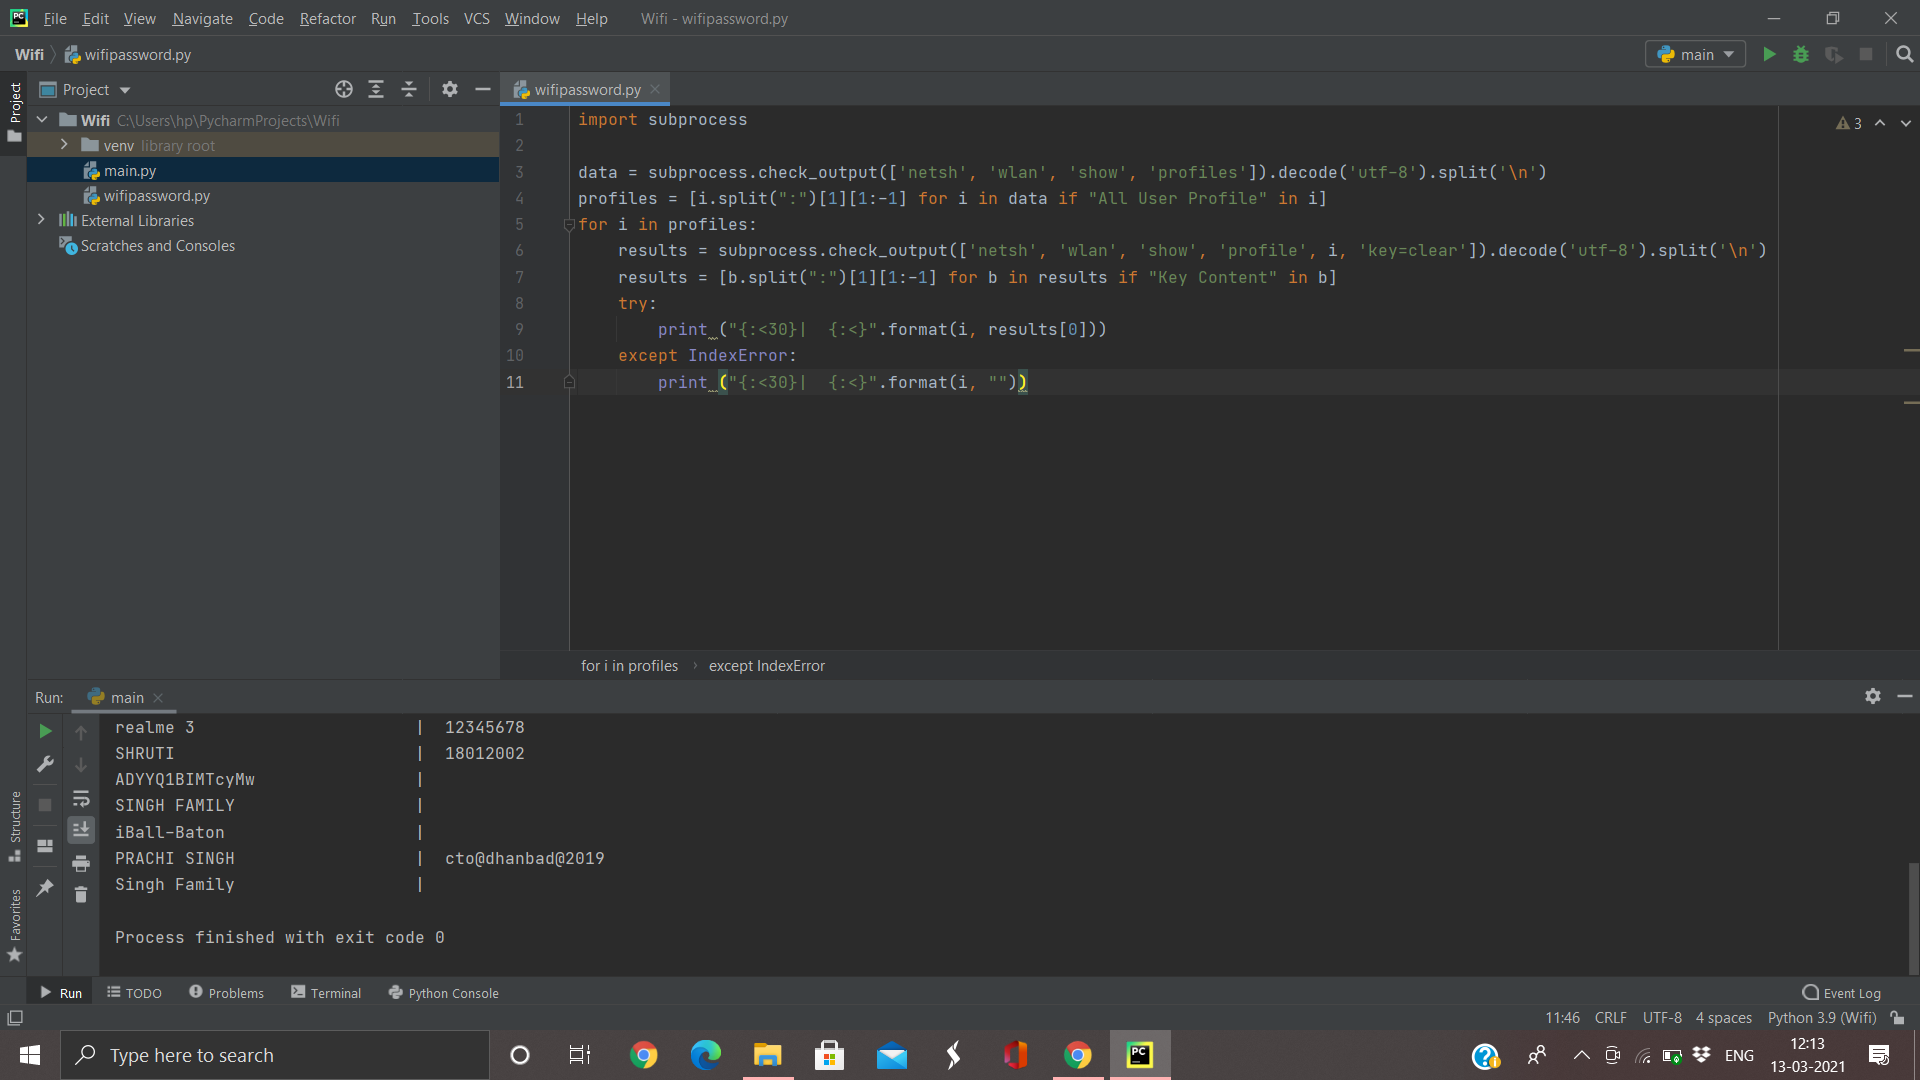 File Edit View Navigate Code Refactor Run Tools VCS Window Help Wifi - wifipassword.py
Wifi wifipassword.py main
Project
Project wifipassword.py
Wifi C:\Users\hp\PycharmProjects\Wifi
venv library root
main.py
wifipassword.py
External Libraries
Scratches and Consoles
3
1 import subprocess
2
3 data = subprocess.check_output(['netsh', 'wlan', 'show', 'profiles']).decode('utf-8').split('\n')
4 profiles = [i.split(":")[1][1:-1] for i in data if "All User Profile" in i]
5 for i in profiles:
6 results = subprocess.check_output(['netsh', 'wlan', 'show', 'profile', i, 'key=clear']).decode('utf-8').split('\n')
7 results = [b.split(":")[1][1:-1] for b in results if "Key Content" in b]
8 try:
9 print ("{:<30}|  {:<}".format(i, results[0]))
10 except IndexError:
11 print ("{:<30}|  {:<}".format(i, ""))
for i in profiles › except IndexError
Run: main
realme 3 | 12345678
SHRUTI | 18012002
ADYYQ1BIMTcyMw |
SINGH FAMILY |
iBall-Baton |
PRACHI SINGH | cto@dhanbad@2019
Singh Family |
Process finished with exit code 0
Structure
Favorites
Run TODO Problems Terminal Python Console Event Log
11:46 CRLF UTF-8 4 spaces Python 3.9 (Wifi)
Type here to search
ENG
12:13
13-03-2021